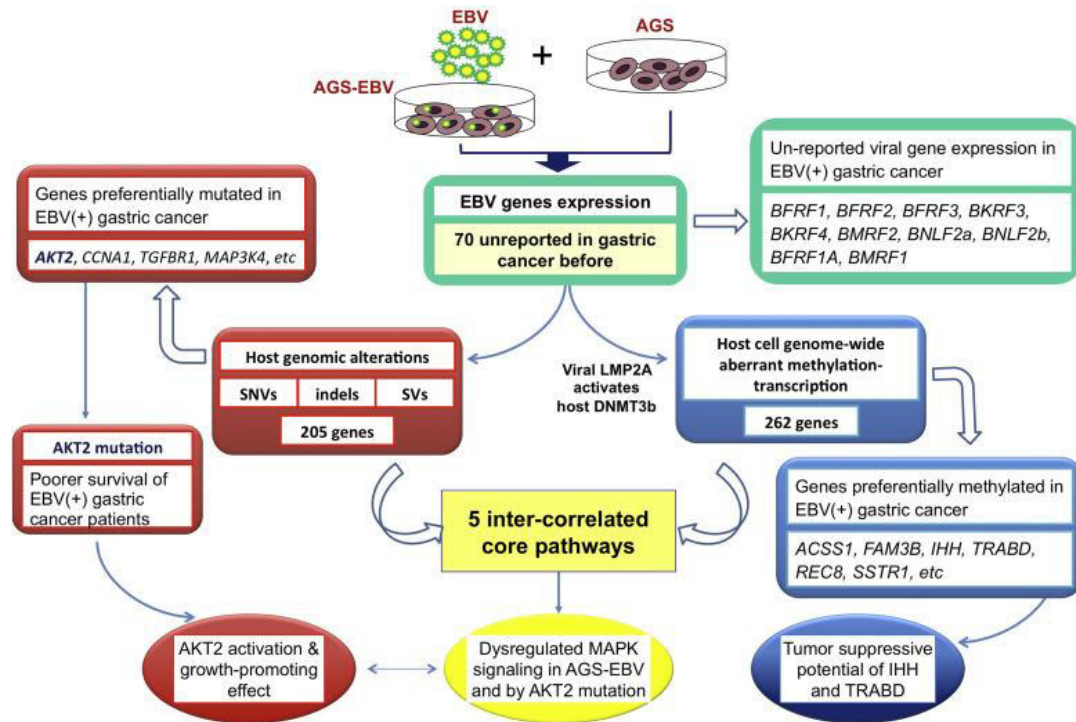 EBV
AGS
AGS-EBV
+
Un-reported viral gene expression in
EBV(+) gastric cancer
BFRF1, BFRF2, BFRF3, BKRF3,
BKRF4, BMRF2, BNLF2a, BNLF2b,
BFRF1A, BMRF1
Genes preferentially mutated in
EBV(+) gastric cancer
AKT2, CCNA1, TGFBR1, MAP3K4, etc
EBV genes expression
70 unreported in gastric
cancer before
Host genomic alterations
SNVs indels SVs
205 genes
Viral LMP2A
activates
host DNMT3b
Host cell genome-wide
aberrant methylation-
transcription
262 genes
AKT2 mutation
Poorer survival of
EBV(+) gastric
cancer patients
5 inter-correlated
core pathways
Genes preferentially methylated in
EBV(+) gastric cancer
ACSS1, FAM3B, IHH, TRABD,
REC8, SSTR1, etc
AKT2 activation &
growth-promoting
effect
Dysregulated MAPK
signaling in AGS-EBV
and by AKT2 mutation
Tumor suppressive
potential of IHH
and TRABD